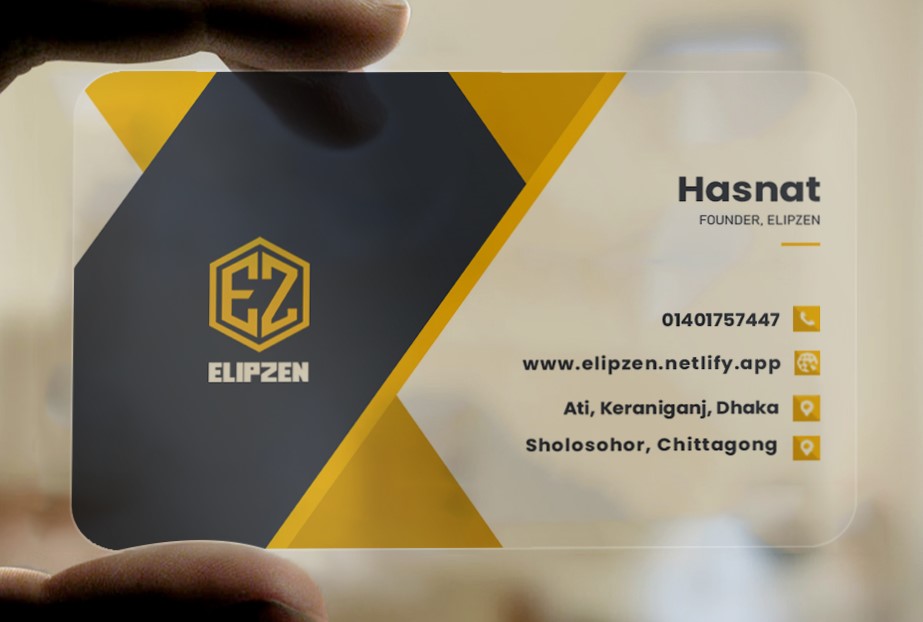 EZ
ELIPZEN
Hasnat
FOUNDER, ELIPZEN
01401757447
www.elipzen.netlify.app
Ati, Keraniganj, Dhaka
Sholosohor, Chittagong